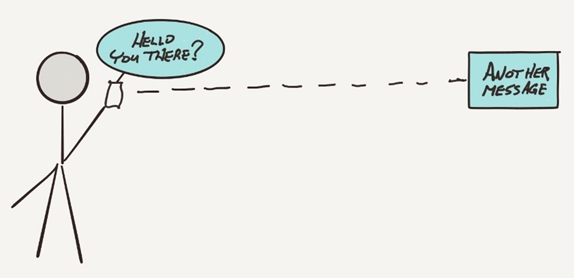 HELLO
YOU THERE?
ANOTHER
MESSAGE